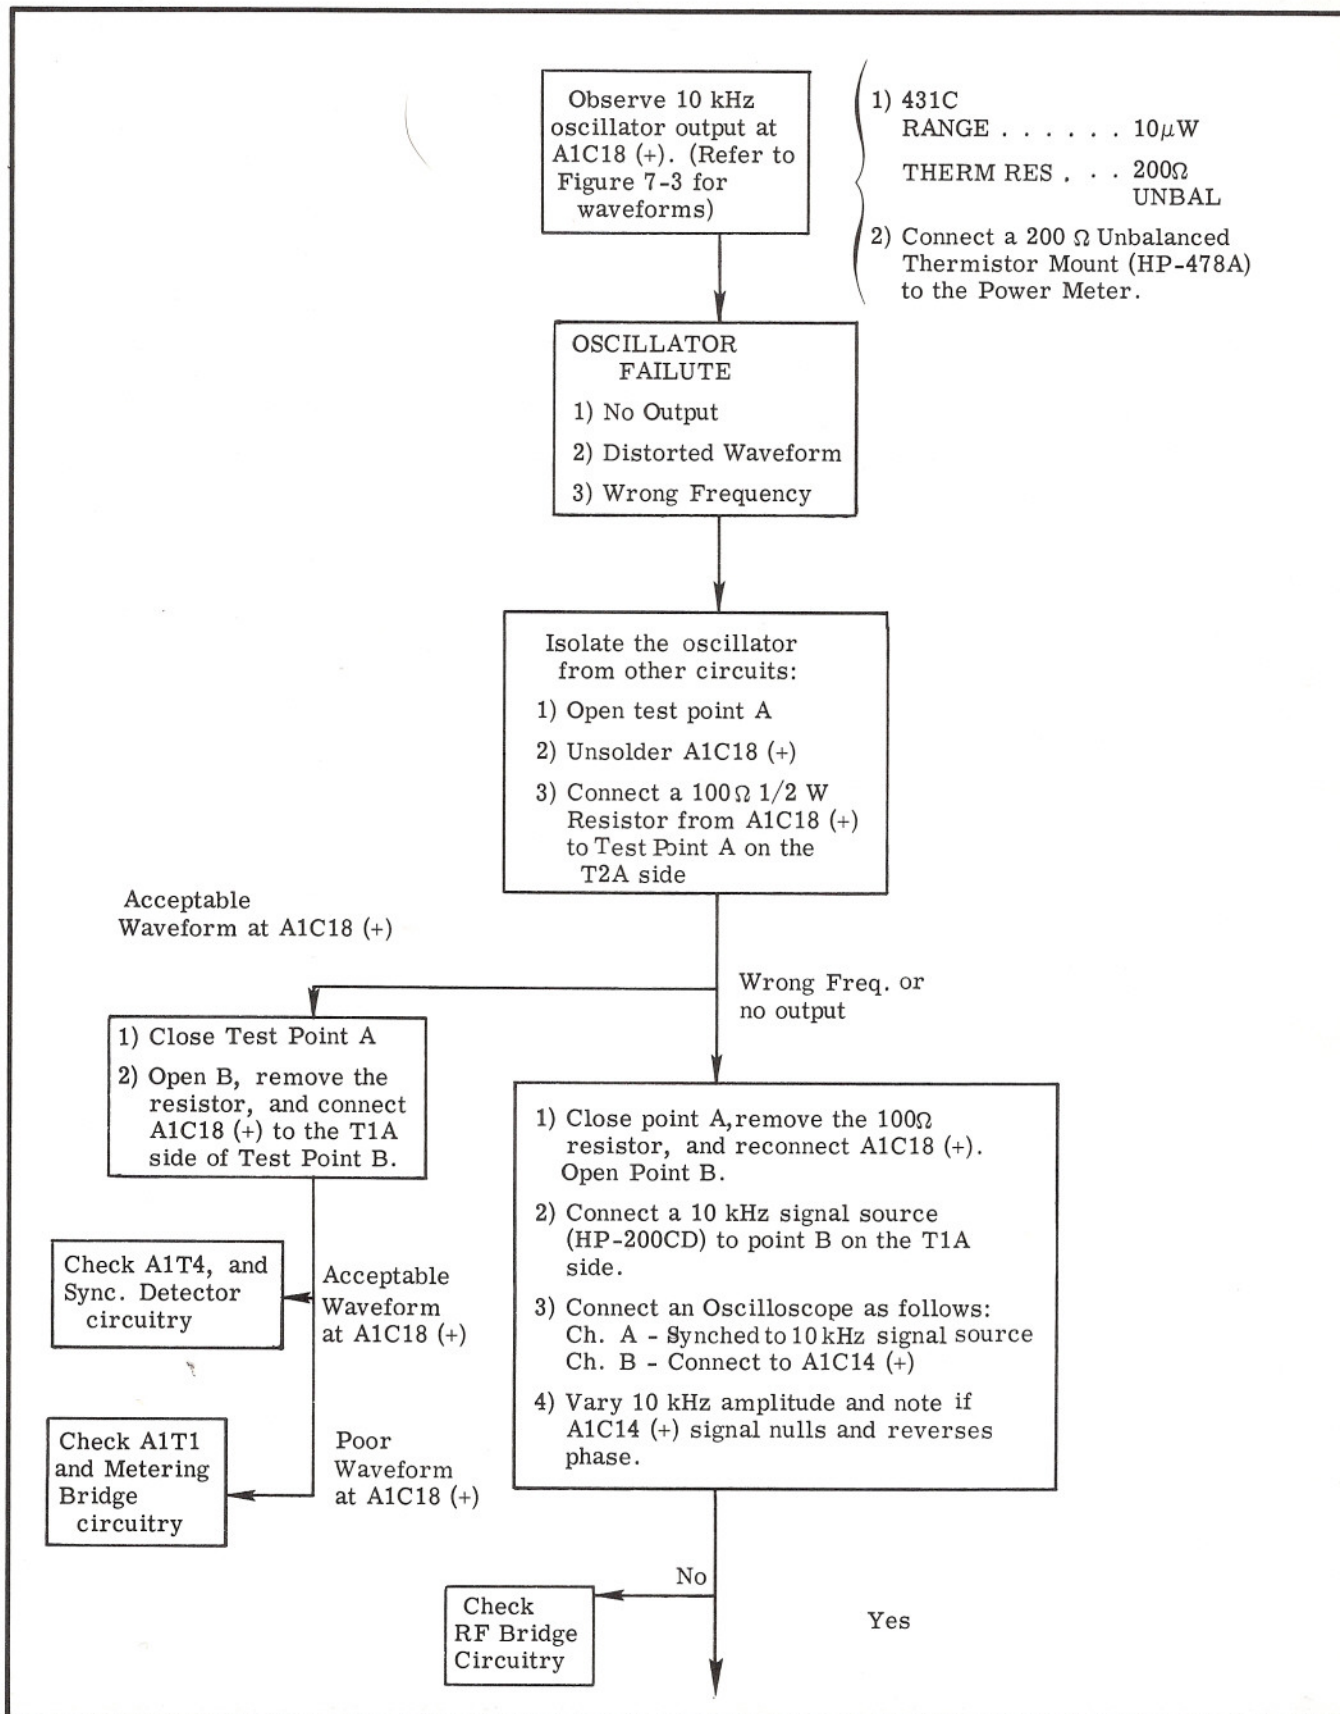 Observe 10 kHz
oscillator output at
A1C18 (+). (Refer to
Figure 7-3 for
waveforms)
1) 431C
RANGE . . . . . . 10μW
THERM RES . . . 200Ω
UNBAL
2) Connect a 200 Ω Unbalanced
Thermistor Mount (HP-478A)
to the Power Meter.
OSCILLATOR
FAILUTE
1) No Output
2) Distorted Waveform
3) Wrong Frequency
Isolate the oscillator
from other circuits:
1) Open test point A
2) Unsolder A1C18 (+)
3) Connect a 100Ω 1/2 W
Resistor from A1C18 (+)
to Test Point A on the
T2A side
Acceptable
Waveform at A1C18 (+)
Wrong Freq. or
no output
1) Close Test Point A
2) Open B, remove the
resistor, and connect
A1C18 (+) to the T1A
side of Test Point B.
1) Close point A, remove the 100Ω
resistor, and reconnect A1C18 (+).
Open Point B.
2) Connect a 10 kHz signal source
(HP-200CD) to point B on the T1A
side.
3) Connect an Oscilloscope as follows:
Ch. A - Synched to 10 kHz signal source
Ch. B - Connect to A1C14 (+)
4) Vary 10 kHz amplitude and note if
A1C14 (+) signal nulls and reverses
phase.
Check A1T4, and
Sync. Detector
circuitry
Acceptable
Waveform
at A1C18 (+)
Check A1T1
and Metering
Bridge
circuitry
Poor
Waveform
at A1C18 (+)
No
Check
RF Bridge
Circuitry
Yes